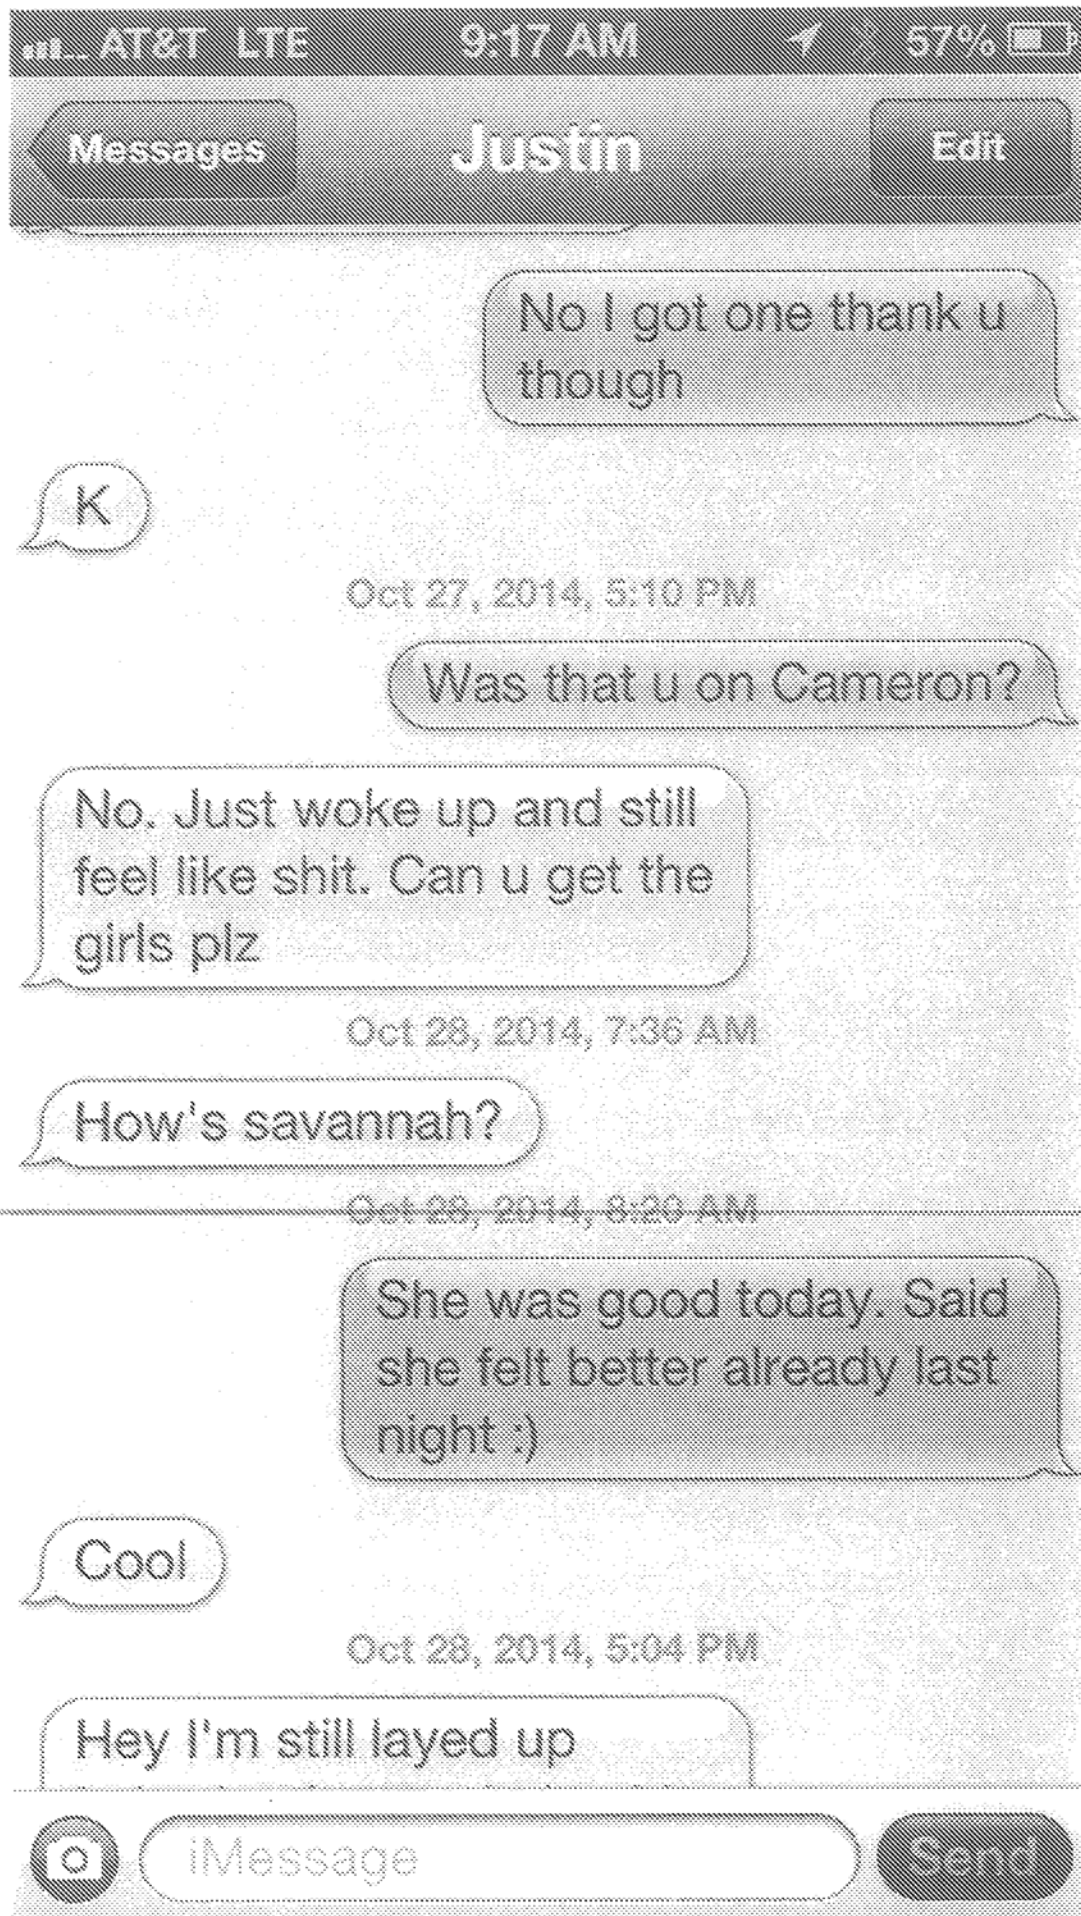 AT&T LTE 9:17 AM 57%
Messages Justin Edit
No I got one thank u
though
K
Oct 27, 2014, 5:10 PM
Was that u on Cameron?
No. Just woke up and still
feel like shit. Can u get the
girls plz
Oct 28, 2014, 7:36 AM
How's savannah?
Oct 28, 2014, 8:20 AM
She was good today. Said
she felt better already last
night :)
Cool
Oct 28, 2014, 5:04 PM
Hey I'm still layed up
iMessage Send